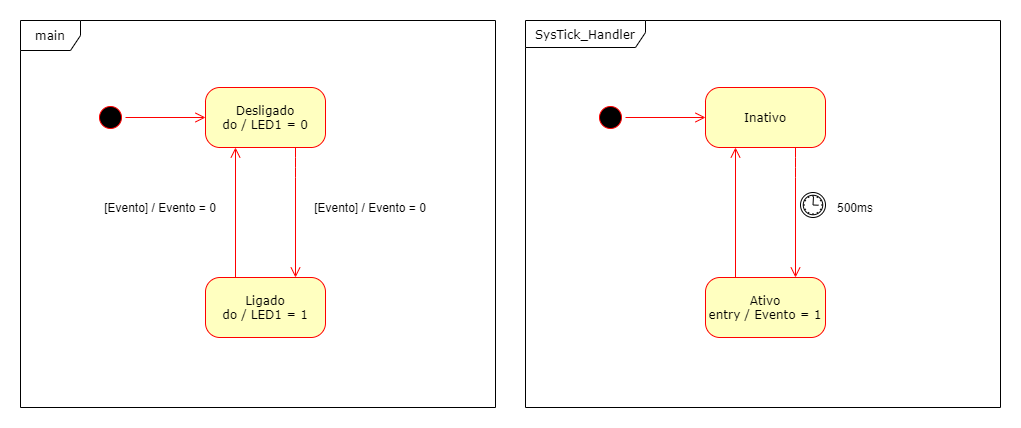 main
Desligado
do / LED1 = 0
[Evento] / Evento = 0
[Evento] / Evento = 0
Ligado
do / LED1 = 1
SysTick_Handler
Inativo
500ms
Ativo
entry / Evento = 1